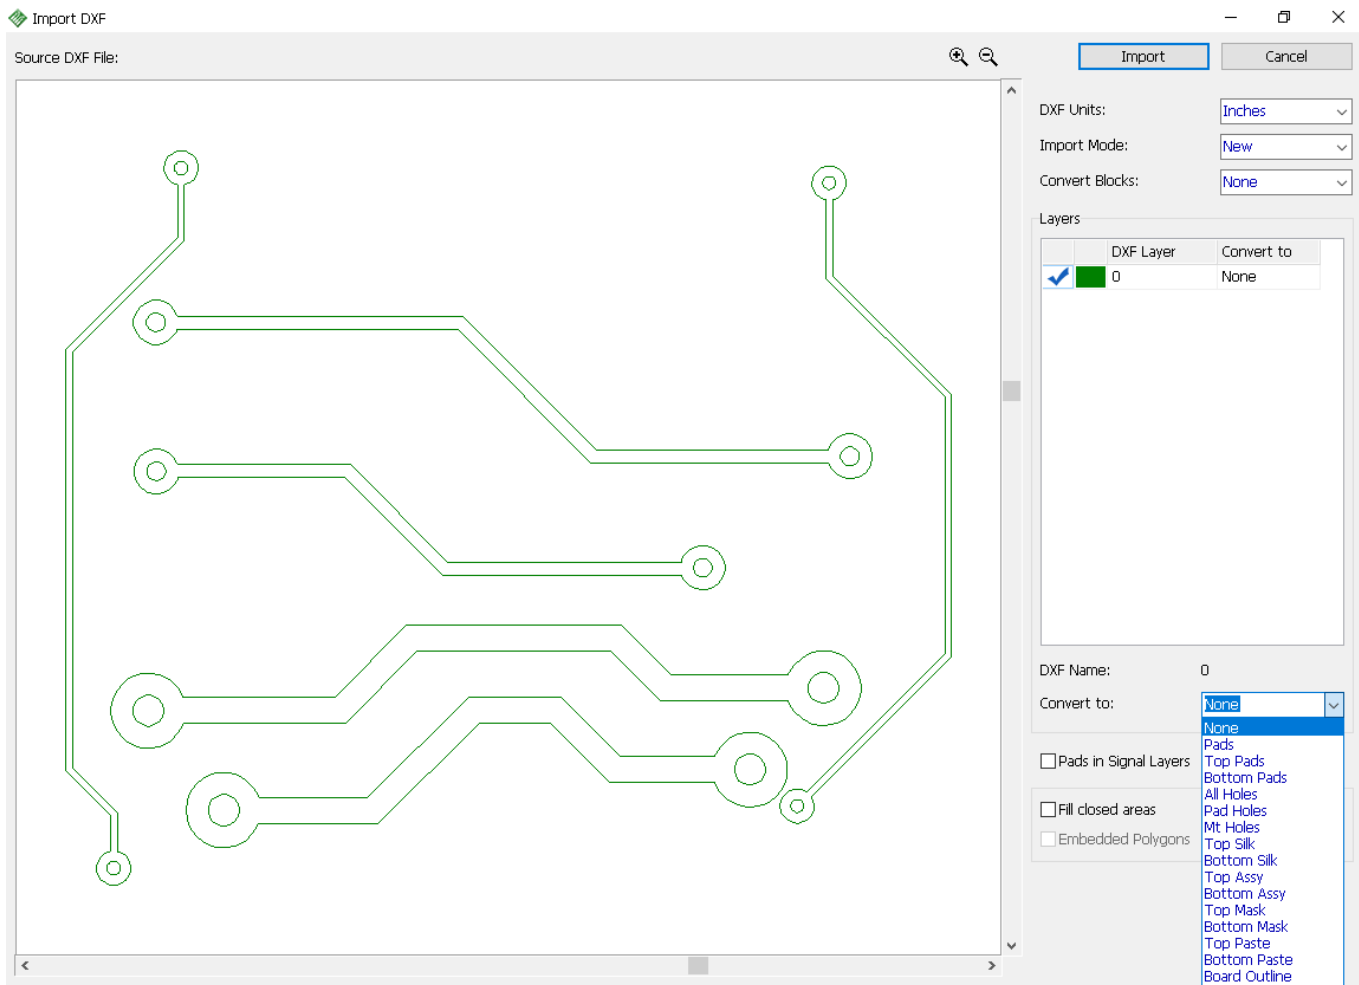 Import DXF
Source DXF File:
Import
Cancel
DXF Units:
Inches
Import Mode:
New
Convert Blocks:
None
Layers
DXF Layer
Convert to
0
None
DXF Name:
0
Convert to:
None
None
Pads
Top Pads
Bottom Pads
All Holes
Pad Holes
Mt Holes
Top Silk
Bottom Silk
Top Assy
Bottom Assy
Top Mask
Bottom Mask
Top Paste
Bottom Paste
Board Outline
Pads in Signal Layers
Fill closed areas
Embedded Polygons